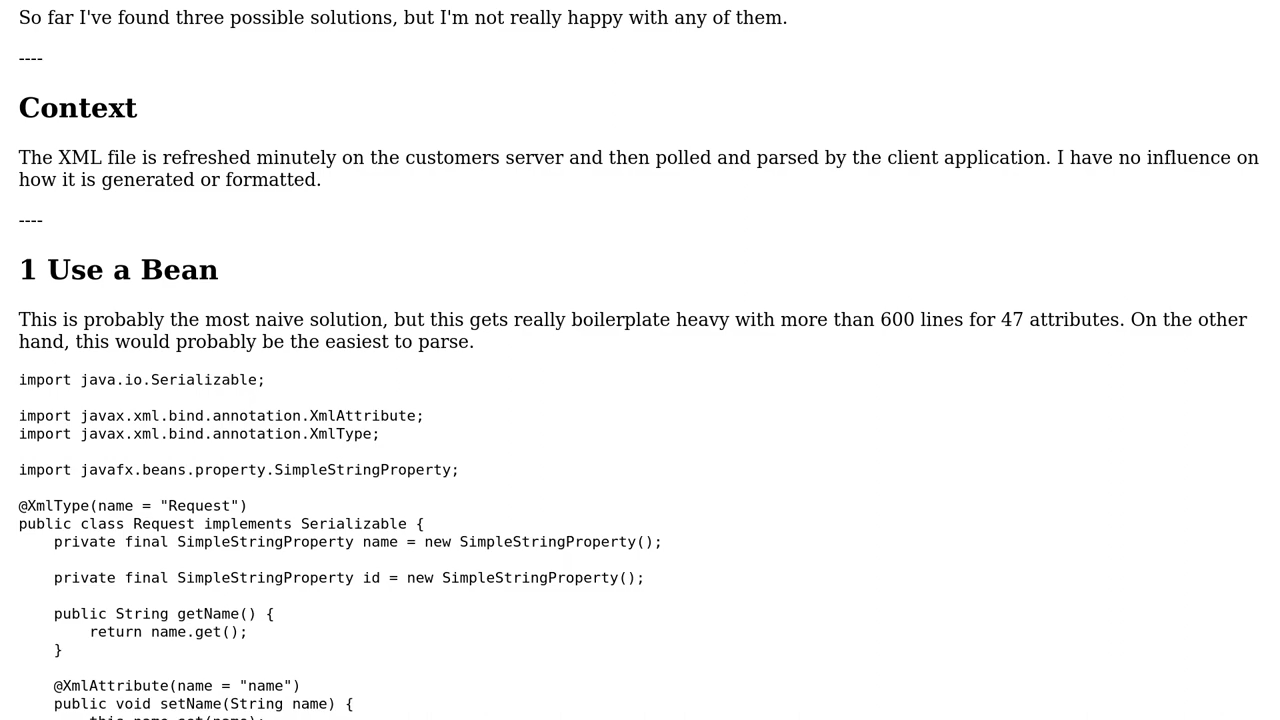 So far I've found three possible solutions, but I'm not really happy with any of them.
----
Context
The XML file is refreshed minutely on the customers server and then polled and parsed by the client application. I have no influence on
how it is generated or formatted.
----
1 Use a Bean
This is probably the most naive solution, but this gets really boilerplate heavy with more than 600 lines for 47 attributes. On the other
hand, this would probably be the easiest to parse.
import java.io.Serializable;
import javax.xml.bind.annotation.XmlAttribute;
import javax.xml.bind.annotation.XmlType;
import javafx.beans.property.SimpleStringProperty;
@XmlType(name = "Request")
public class Request implements Serializable {
    private final SimpleStringProperty name = new SimpleStringProperty();
    private final SimpleStringProperty id = new SimpleStringProperty();
    public String getName() {
        return name.get();
    }
    @XmlAttribute(name = "name")
    public void setName(String name) {
        this.name.set(name);